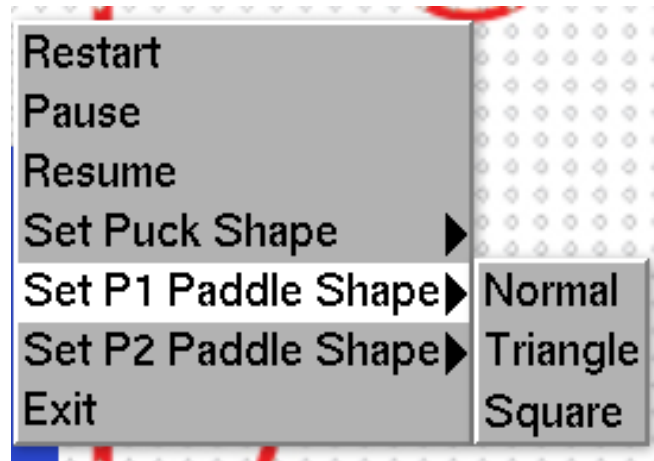 Restart
Pause
Resume
Set Puck Shape
Set P1 Paddle Shape
Set P2 Paddle Shape
Exit
Normal
Triangle
Square